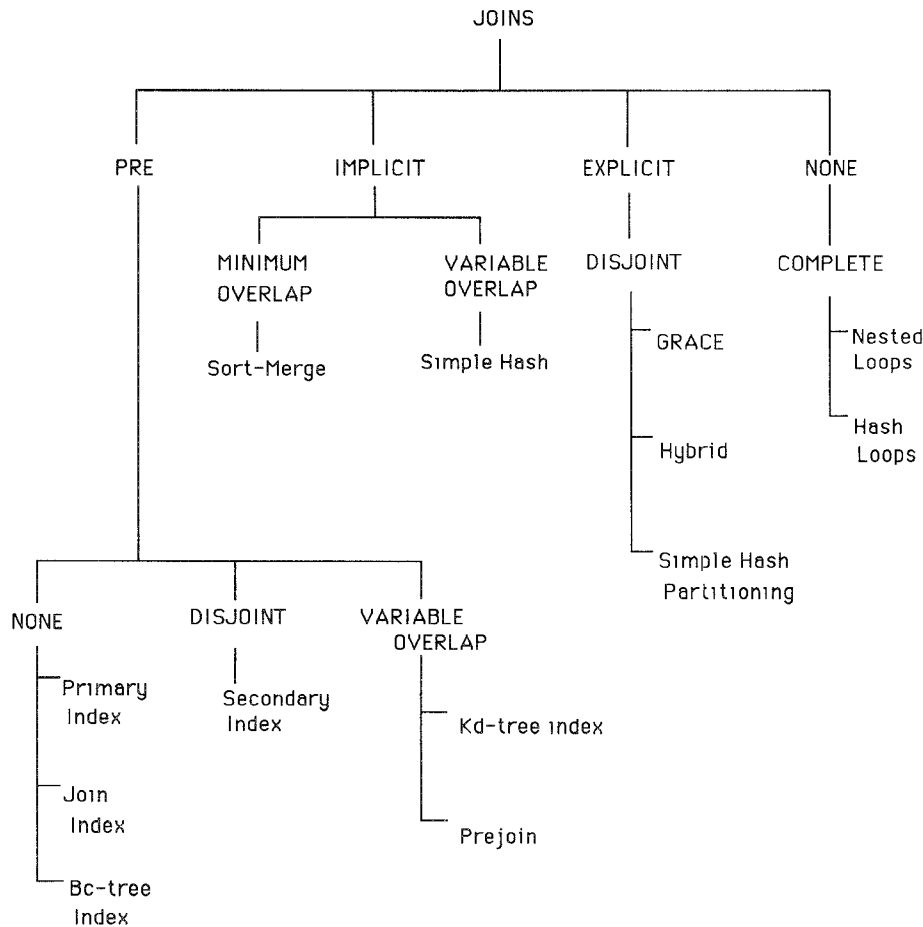 JOINS
PRE
IMPLICIT
EXPLICIT
NONE
MINIMUM
OVERLAP
VARIABLE
OVERLAP
DISJOINT
COMPLETE
Sort-Merge
Simple Hash
GRACE
Hybrid
Simple Hash
Partitioning
Nested
Loops
Hash
Loops
NONE
DISJOINT
VARIABLE
OVERLAP
Primary
Index
Join
Index
Bc-tree
Index
Secondary
Index
Kd-tree index
Prejoin